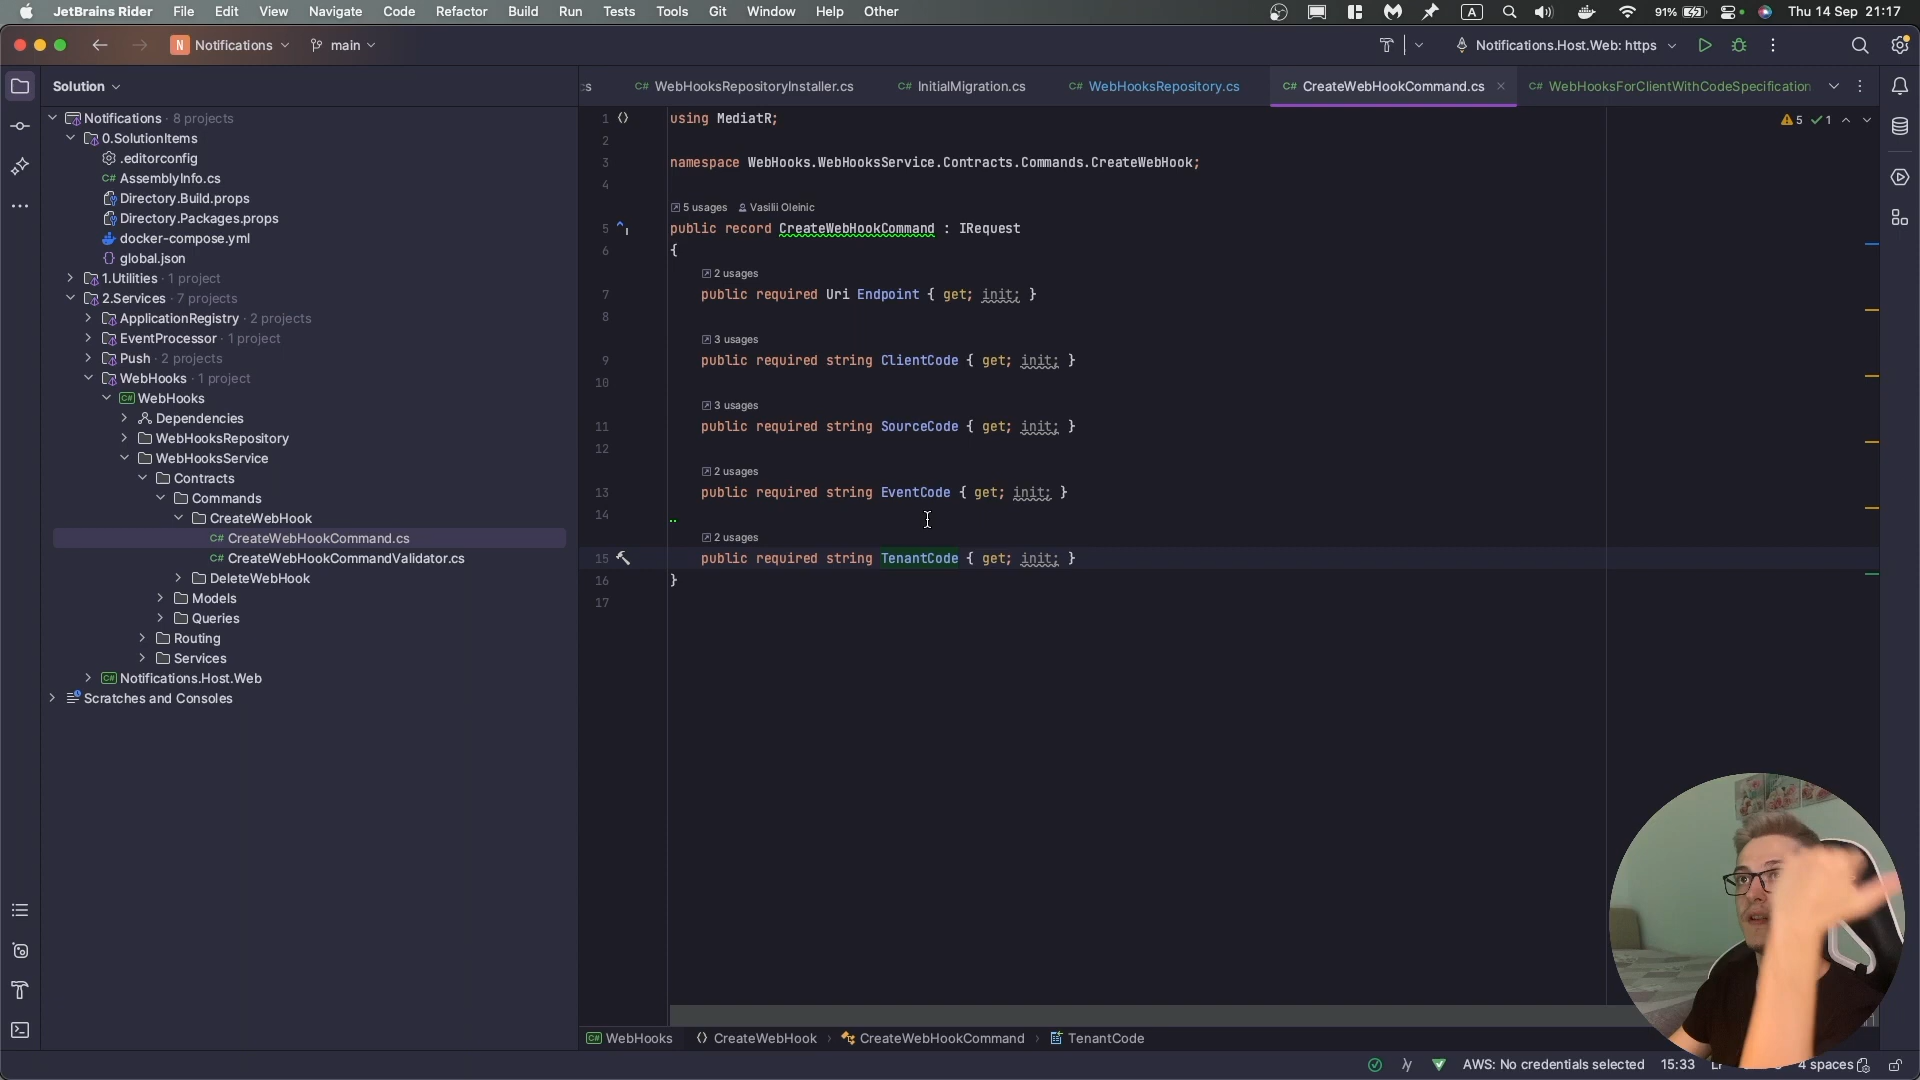 JetBrains Rider File Edit View Navigate Code Refactor Build Run Tests Tools Git Window Help Other A 91% Thu 14 Sep 21:17
N Notifications main Notifications.Host.Web: https
Solution
:s C# WebHooksRepositoryInstaller.cs C# InitialMigration.cs C# WebHooksRepository.cs C# CreateWebHookCommand.cs C# WebHooksForClientWithCodeSpecification
Notifications · 8 projects
0.SolutionItems
.editorconfig
C# AssemblyInfo.cs
Directory.Build.props
Directory.Packages.props
docker-compose.yml
{} global.json
1.Utilities · 1 project
2.Services · 7 projects
ApplicationRegistry · 2 projects
EventProcessor · 1 project
Push · 2 projects
WebHooks · 1 project
C# WebHooks
Dependencies
WebHooksRepository
WebHooksService
Contracts
Commands
CreateWebHook
C# CreateWebHookCommand.cs
C# CreateWebHookCommandValidator.cs
DeleteWebHook
Models
Queries
Routing
Services
C# Notifications.Host.Web
Scratches and Consoles
5 1
1 using MediatR;
2
3 namespace WebHooks.WebHooksService.Contracts.Commands.CreateWebHook;
4
5 usages Vasilii Oleinic
5 public record CreateWebHookCommand : IRequest
6 {
2 usages
7 public required Uri Endpoint { get; init; }
8
3 usages
9 public required string ClientCode { get; init; }
10
3 usages
11 public required string SourceCode { get; init; }
12
2 usages
13 public required string EventCode { get; init; }
14
2 usages
15 public required string TenantCode { get; init; }
16 }
17
C# WebHooks CreateWebHook CreateWebHookCommand TenantCode
AWS: No credentials selected 15:33 4 spaces